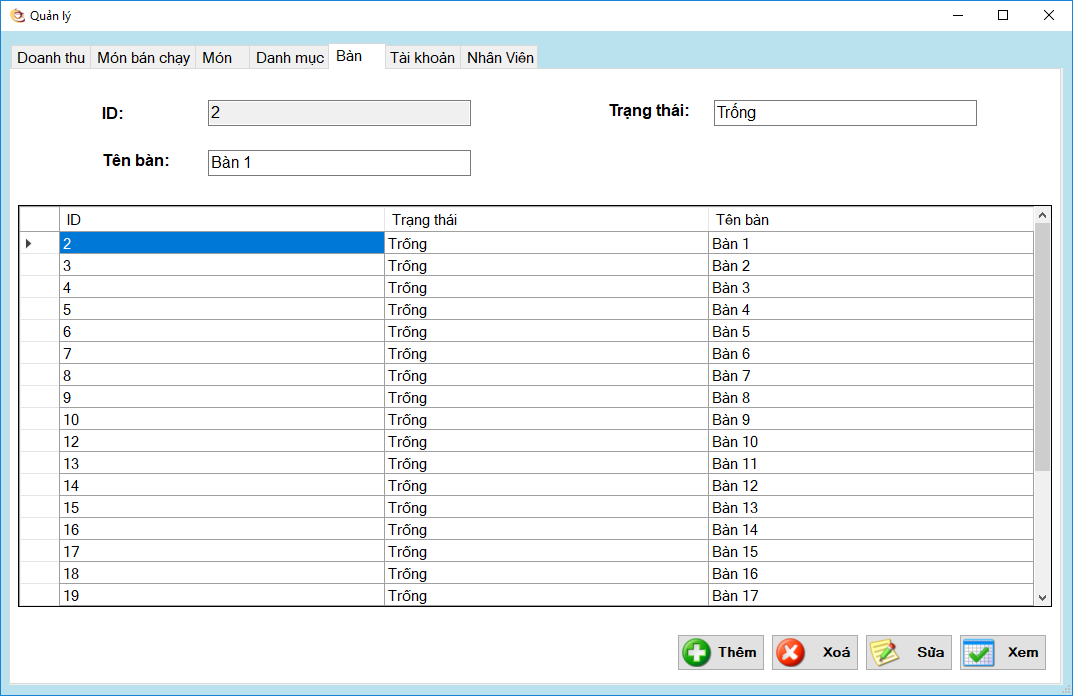 Quản lý
Doanh thu Món bán chạy Món Danh mục Bàn Tài khoản Nhân Viên
ID: 2 Trạng thái: Trống
Tên bàn: Bàn 1
ID Trạng thái Tên bàn
2 Trống Bàn 1
3 Trống Bàn 2
4 Trống Bàn 3
5 Trống Bàn 4
6 Trống Bàn 5
7 Trống Bàn 6
8 Trống Bàn 7
9 Trống Bàn 8
10 Trống Bàn 9
12 Trống Bàn 10
13 Trống Bàn 11
14 Trống Bàn 12
15 Trống Bàn 13
16 Trống Bàn 14
17 Trống Bàn 15
18 Trống Bàn 16
19 Trống Bàn 17
Thêm Xoá Sửa Xem